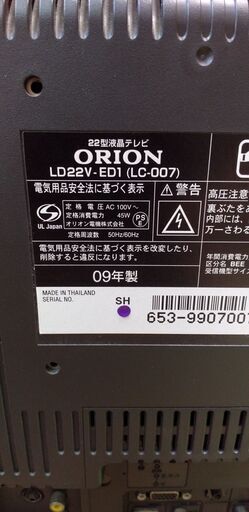 22型液晶テレビ
ORION
LD22V-ED1 (LC-007)
電気用品安全法に基づく表示
定格電圧 AC 100V~
定格消費電力 45W
オリオン電機株式会社
定格周波数 50Hz/60Hz
UL Japan
PS
E
電気用品安全法に基づく表示を改変したり、
削除すると違反になります。
09年製
警告
高圧注意
裏ぶたをあ
内部には、
万一さわる
年間消費電力
区分名 BEE
受信機型サイズ
MADE IN THAILAND
SERIAL NO.
SH
653-9907007